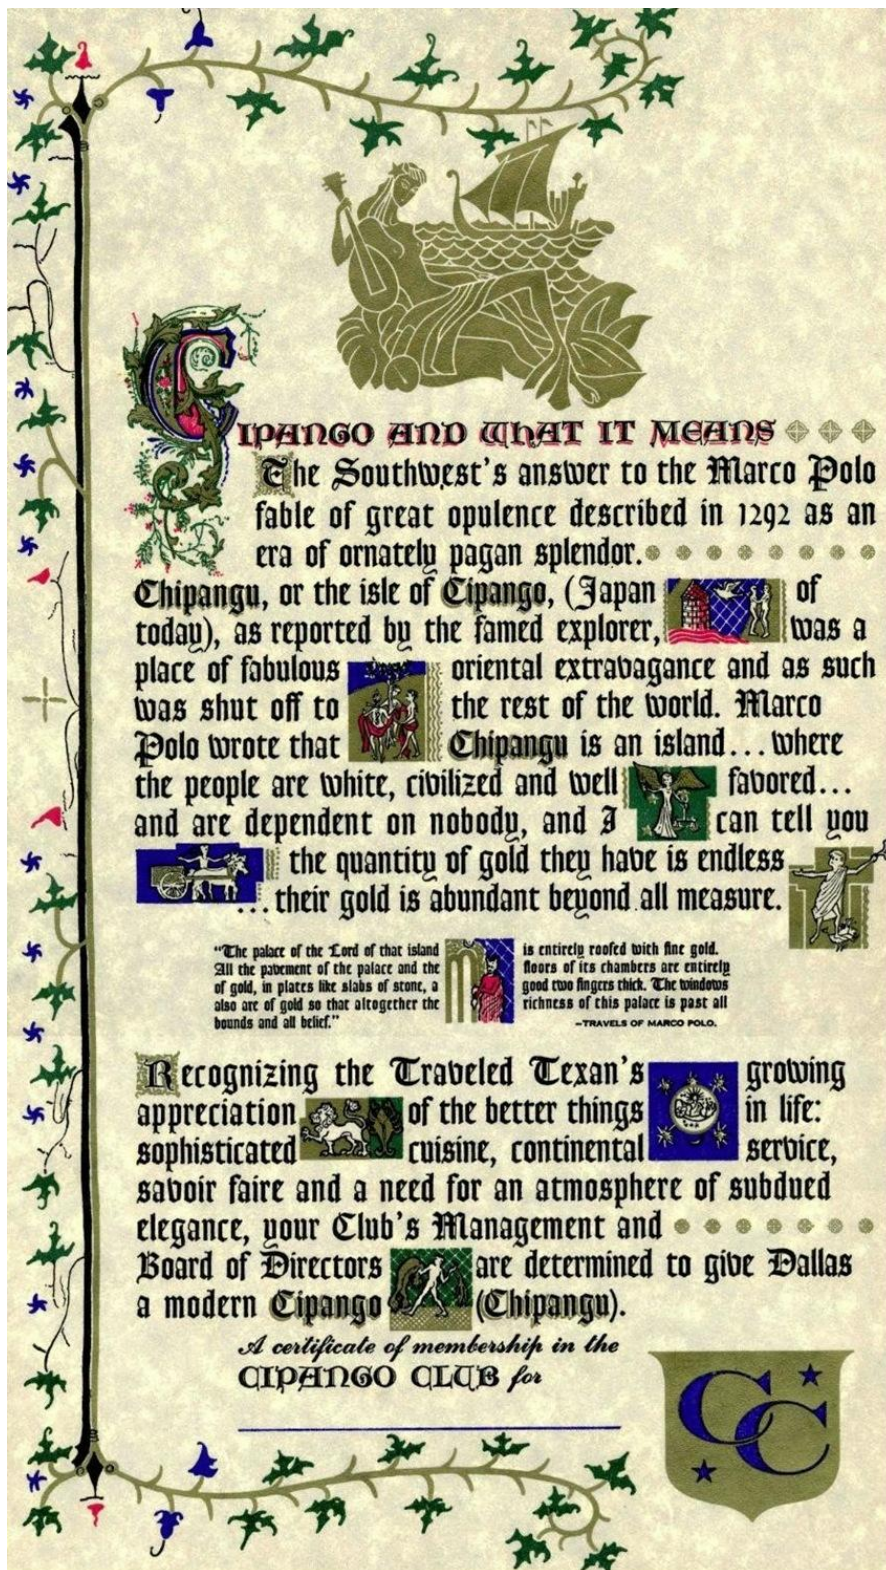 CIPANGO AND WHAT IT MEANS
The Southwest's answer to the Marco Polo
fable of great opulence described in 1292 as an
era of ornately pagan splendor.
Chipangu, or the isle of Cipango, (Japan of
today), as reported by the famed explorer, was a
place of fabulous oriental extravagance and as such
was shut off to the rest of the world. Marco
Polo wrote that Chipangu is an island...where
the people are white, civilized and well favored...
and are dependent on nobody, and I can tell you
the quantity of gold they have is endless
...their gold is abundant beyond all measure.
"The palace of the Lord of that island is entirely roofed with fine gold.
All the pavement of the palace and the floors of its chambers are entirely
of gold, in plates like slabs of stone, a good two fingers thick. The windows
also are of gold so that altogether the richness of this palace is past all
bounds and all belief." –TRAVELS OF MARCO POLO.
Recognizing the Traveled Texan's growing
appreciation of the better things in life:
sophisticated cuisine, continental service,
savoir faire and a need for an atmosphere of subdued
elegance, your Club's Management and
Board of Directors are determined to give Dallas
a modern Cipango (Chipangu).
A certificate of membership in the
CIPANGO CLUB for
CC